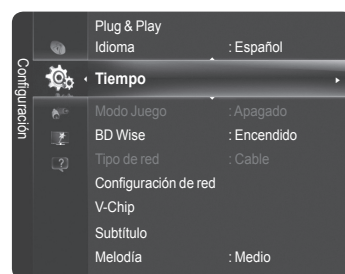 Configuración
Plug & Play
Idioma : Español
Tiempo
Modo Juego : Apagado
BD Wise : Encendido
Tipo de red : Cable
Configuración de red
V-Chip
Subtítulo
Melodía : Medio